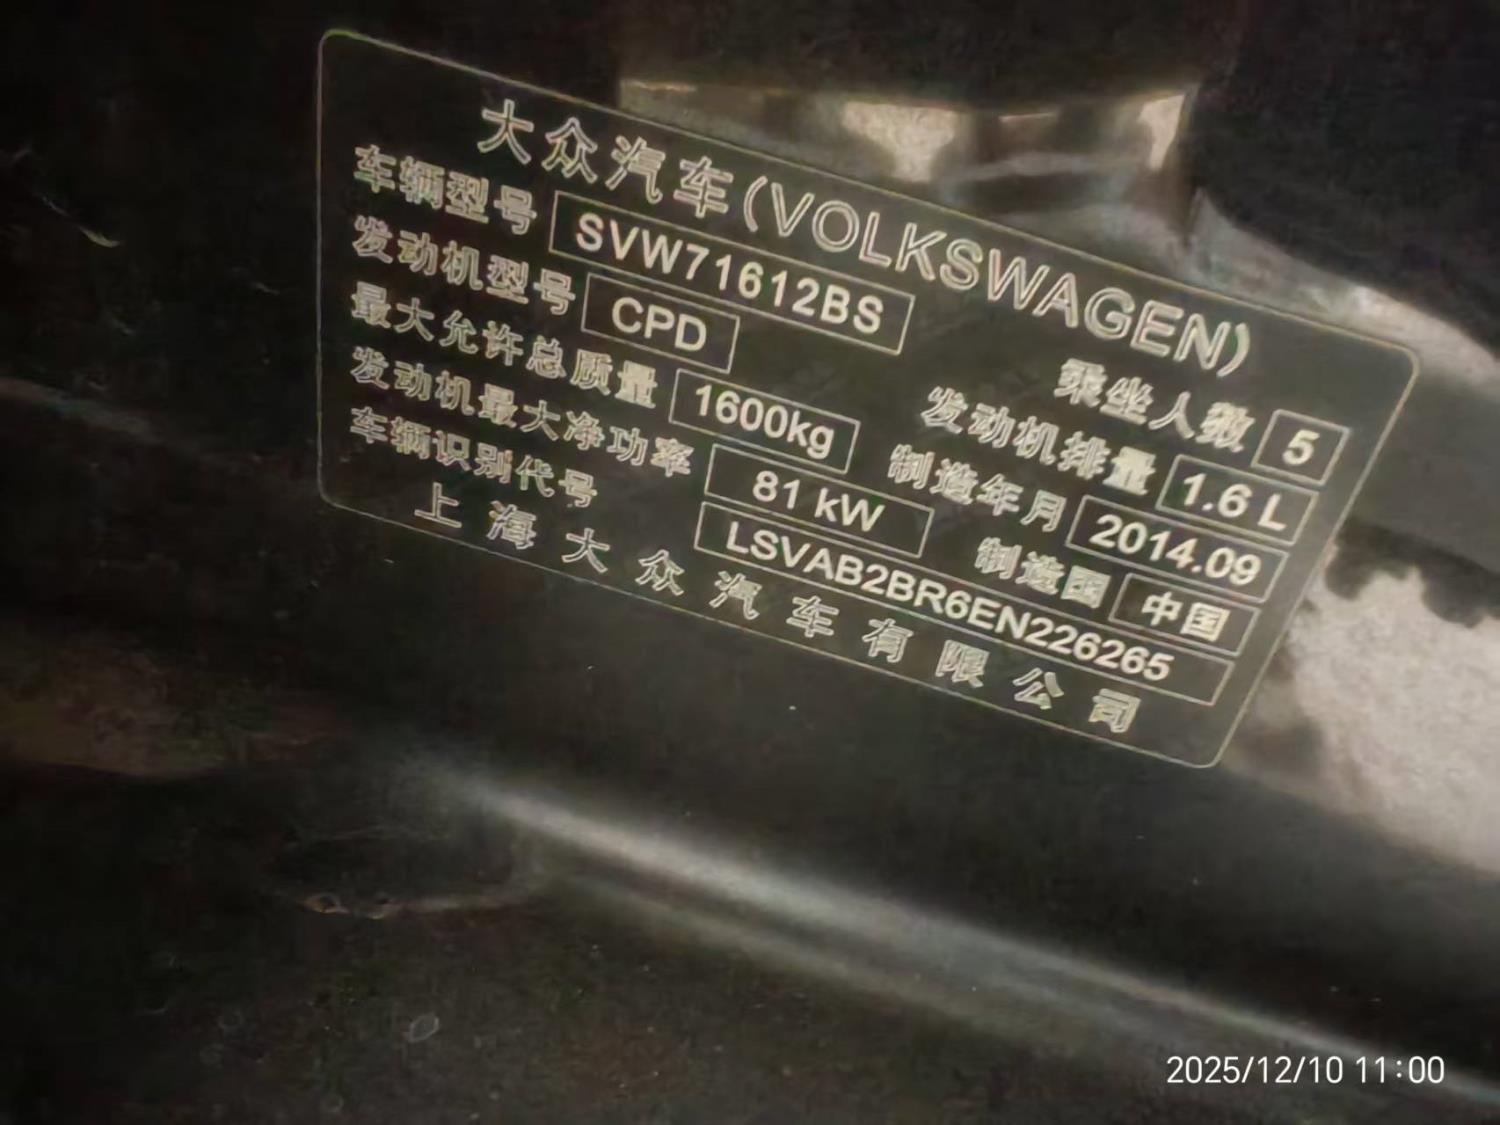 大众汽车(VOLKSWAGEN)
车辆型号 SVW71612BS 乘坐人数 5
发动机型号 CPD 发动机排量 1.6 L
最大允许总质量 1600kg 制造年月 2014.09
发动机最大净功率 81 kW 制造国 中国
车辆识别代号 LSVAB2BR6EN226265
上海大众汽车有限公司
2025/12/10 11:00